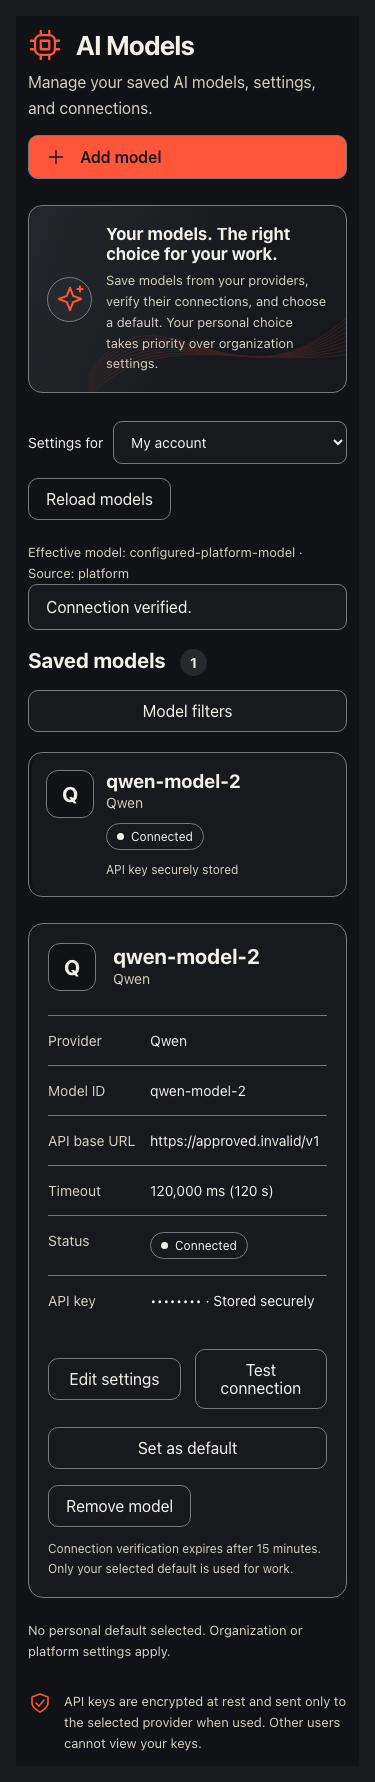 AI Models
Manage your saved AI models, settings,
and connections.
Add model
Your models. The right
choice for your work.
Save models from your providers,
verify their connections, and choose
a default. Your personal choice
takes priority over organization
settings.
Settings for
My account
Reload models
Effective model: configured-platform-model ·
Source: platform
Connection verified.
Saved models 1
Model filters
Q
qwen-model-2
Qwen
Connected
API key securely stored
Q
qwen-model-2
Qwen
Provider Qwen
Model ID qwen-model-2
API base URL https://approved.invalid/v1
Timeout 120,000 ms (120 s)
Status Connected
API key •••••••• · Stored securely
Edit settings
Test
connection
Set as default
Remove model
Connection verification expires after 15 minutes.
Only your selected default is used for work.
No personal default selected. Organization or
platform settings apply.
API keys are encrypted at rest and sent only to
the selected provider when used. Other users
cannot view your keys.